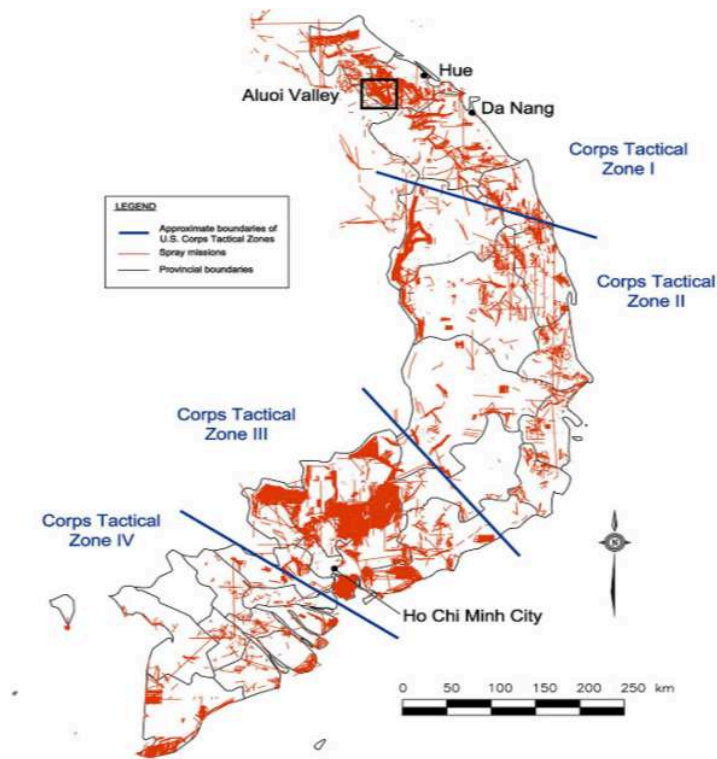 Hue
Aluoi Valley
Da Nang
Corps Tactical
Zone I
LEGEND
Approximate boundaries of
U.S. Corps Tactical Zones
Spray missions
Provincial boundaries
Corps Tactical
Zone II
Corps Tactical
Zone III
Corps Tactical
Zone IV
Ho Chi Minh City
0 50 100 150 200 250 km